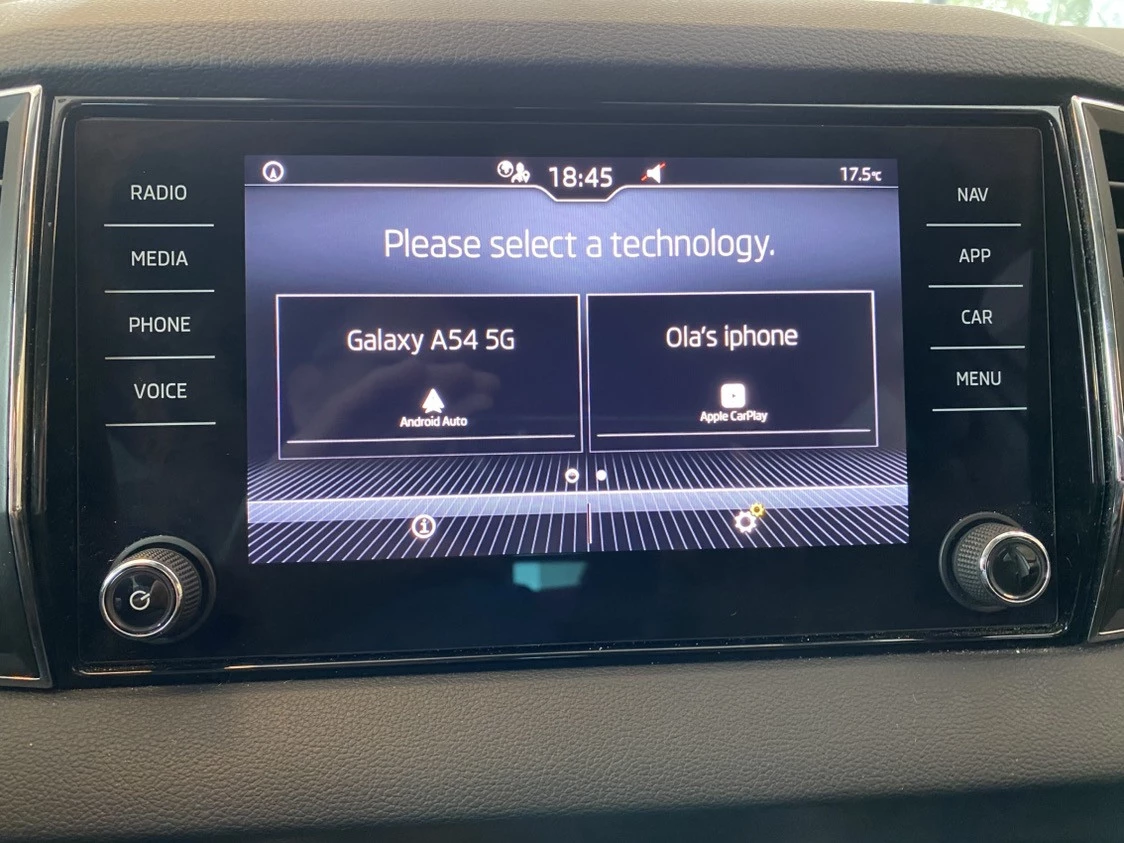 RADIO
MEDIA
PHONE
VOICE
18:45
17.5°C
Please select a technology.
Galaxy A54 5G
Android Auto
Ola's iphone
Apple CarPlay
NAV
APP
CAR
MENU